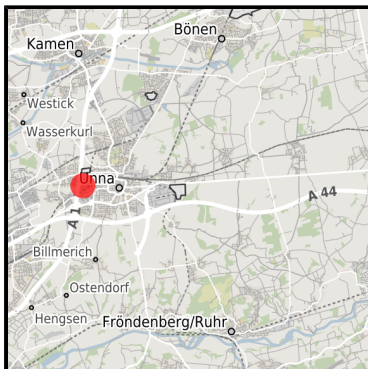 Bönen
Kamen
Westick
Wasserkurl
Unna
A 44
A 1
Billmerich
Ostendorf
Hengsen
Fröndenberg/Ruhr